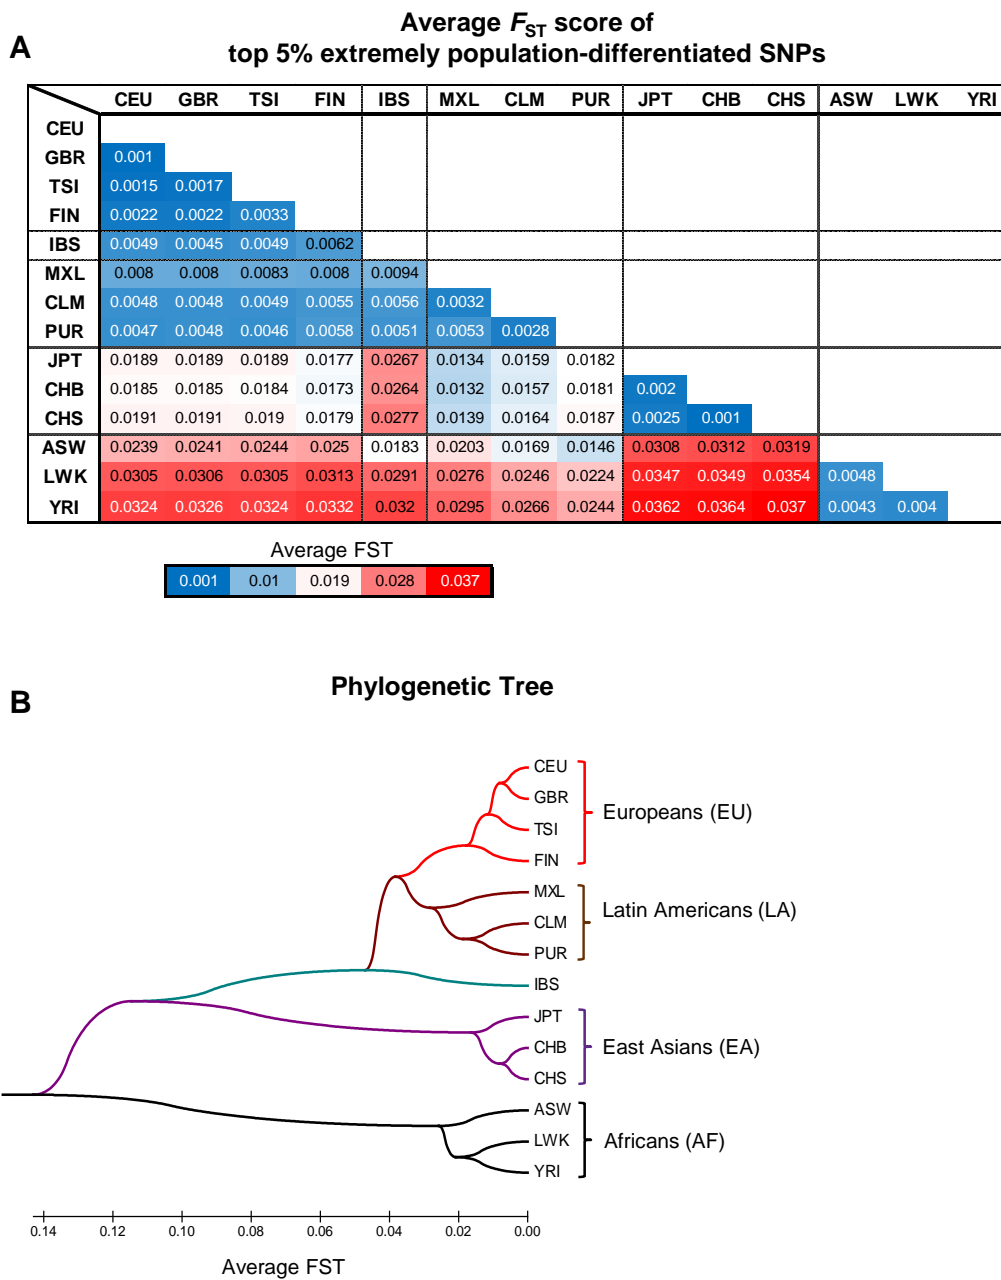 Average FST score of
A
top 5% extremely population-differentiated SNPs
CEU GBR TSI FIN IBS MXL CLM PUR JPT CHB CHS ASW LWK YRI
CEU
GBR 0.001
TSI 0.0015 0.0017
FIN 0.0022 0.0022 0.0033
IBS 0.0049 0.0045 0.0049 0.0062
MXL 0.008 0.008 0.0083 0.008 0.0094
CLM 0.0048 0.0048 0.0049 0.0055 0.0056 0.0032
PUR 0.0047 0.0048 0.0046 0.0058 0.0051 0.0053 0.0028
JPT 0.0189 0.0189 0.0189 0.0177 0.0267 0.0134 0.0159 0.0182
CHB 0.0185 0.0185 0.0184 0.0173 0.0264 0.0132 0.0157 0.0181 0.002
CHS 0.0191 0.0191 0.019 0.0179 0.0277 0.0139 0.0164 0.0187 0.0025 0.001
ASW 0.0239 0.0241 0.0244 0.025 0.0183 0.0203 0.0169 0.0146 0.0308 0.0312 0.0319
LWK 0.0305 0.0306 0.0305 0.0313 0.0291 0.0276 0.0246 0.0224 0.0347 0.0349 0.0354 0.0048
YRI 0.0324 0.0326 0.0324 0.0332 0.032 0.0295 0.0266 0.0244 0.0362 0.0364 0.037 0.0043 0.004
Average FST
0.001 0.01 0.019 0.028 0.037
Phylogenetic Tree
B
CEU
GBR
Europeans (EU)
TSI
FIN
MXL
Latin Americans (LA)
CLM
PUR
IBS
JPT
East Asians (EA)
CHB
CHS
ASW
Africans (AF)
LWK
YRI
0.14 0.12 0.10 0.08 0.06 0.04 0.02 0.00
Average FST